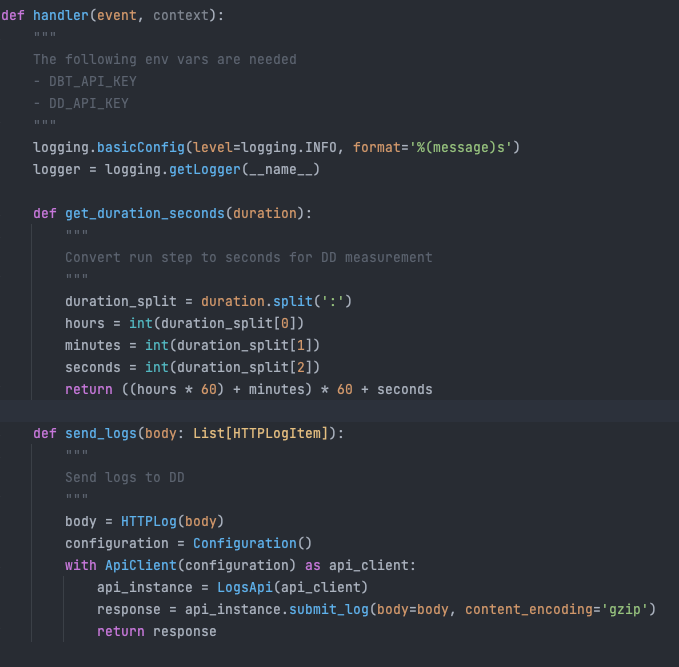 def handler(event, context):
    """
    The following env vars are needed
    - DBT_API_KEY
    - DD_API_KEY
    """
    logging.basicConfig(level=logging.INFO, format='%(message)s')
    logger = logging.getLogger(__name__)

    def get_duration_seconds(duration):
        """
        Convert run step to seconds for DD measurement
        """
        duration_split = duration.split(':')
        hours = int(duration_split[0])
        minutes = int(duration_split[1])
        seconds = int(duration_split[2])
        return ((hours * 60) + minutes) * 60 + seconds

    def send_logs(body: List[HTTPLogItem]):
        """
        Send logs to DD
        """
        body = HTTPLog(body)
        configuration = Configuration()
        with ApiClient(configuration) as api_client:
            api_instance = LogsApi(api_client)
            response = api_instance.submit_log(body=body, content_encoding='gzip')
            return response